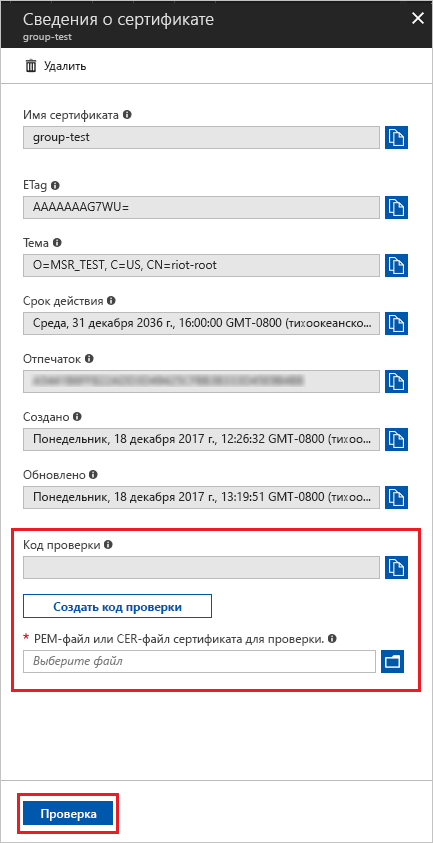 Сведения о сертификате
group-test
Удалить
Имя сертификата
group-test
ETag
AAAAAAAG7WU=
Тема
O=MSR_TEST, C=US, CN=riot-root
Срок действия
Среда, 31 декабря 2036 г., 16:00:00 GMT-0800 (тихоокеанско...
Отпечаток
Создано
Понедельник, 18 декабря 2017 г., 12:26:32 GMT-0800 (тихоо...
Обновлено
Понедельник, 18 декабря 2017 г., 13:19:51 GMT-0800 (тихоо...
Код проверки
Создать код проверки
* PEM-файл или CER-файл сертификата для проверки.
Выберите файл
Проверка